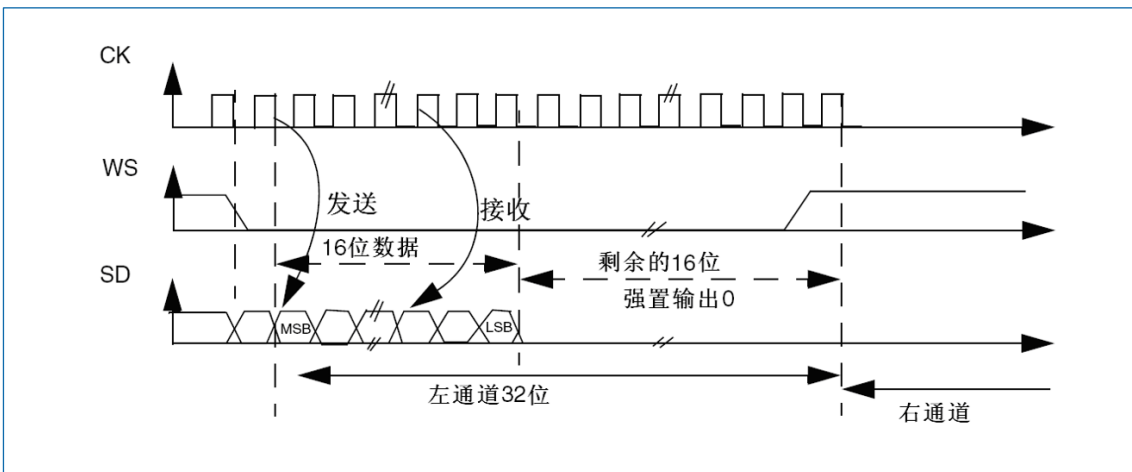 CK
WS
发送
接收
16位数据
剩余的16位
强置输出0
SD
MSB
LSB
左通道32位
右通道